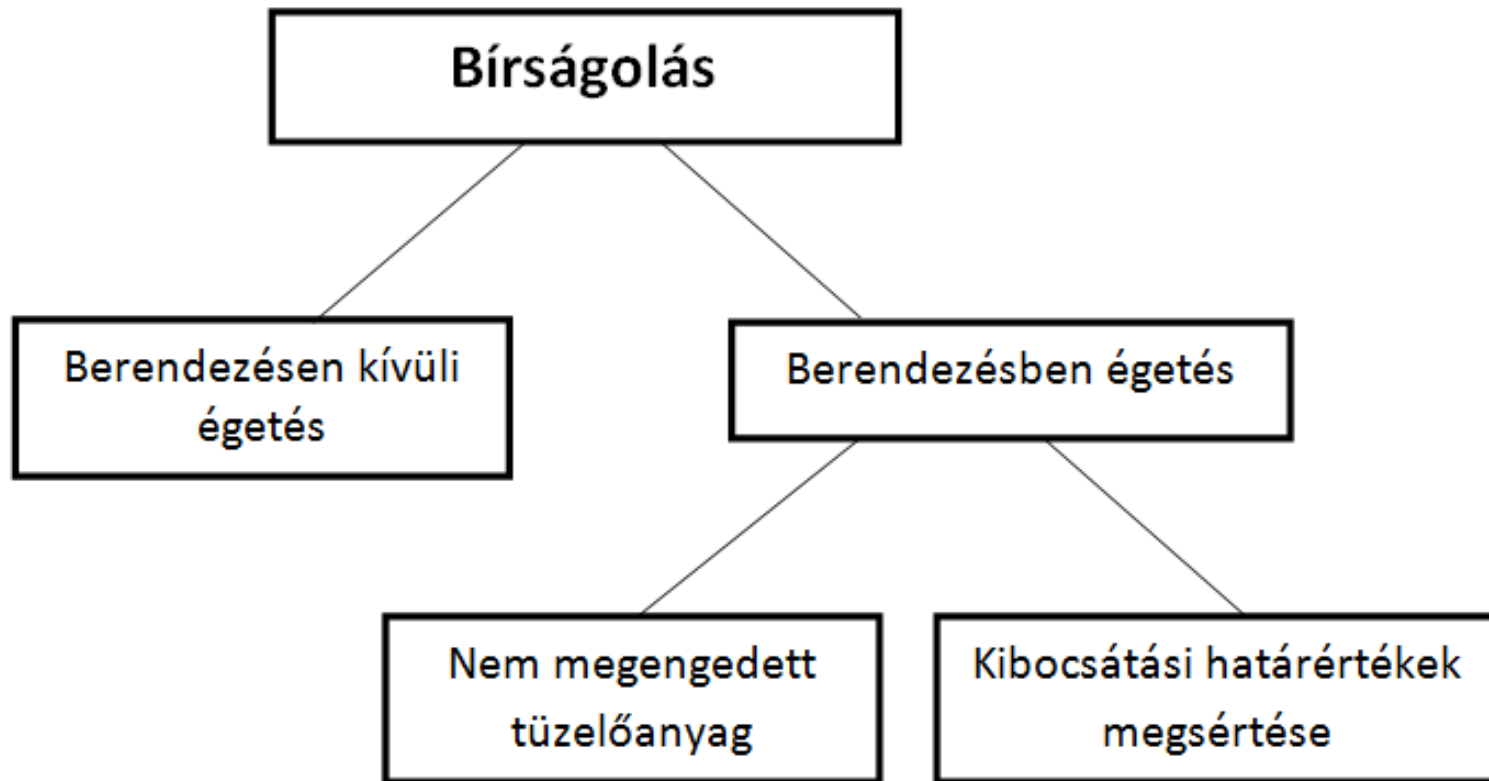 Bírságolás
Berendezésen kívüli
égetés
Berendezésben égetés
Nem megengedett
tüzelőanyag
Kibocsátási határértékek
megsértése